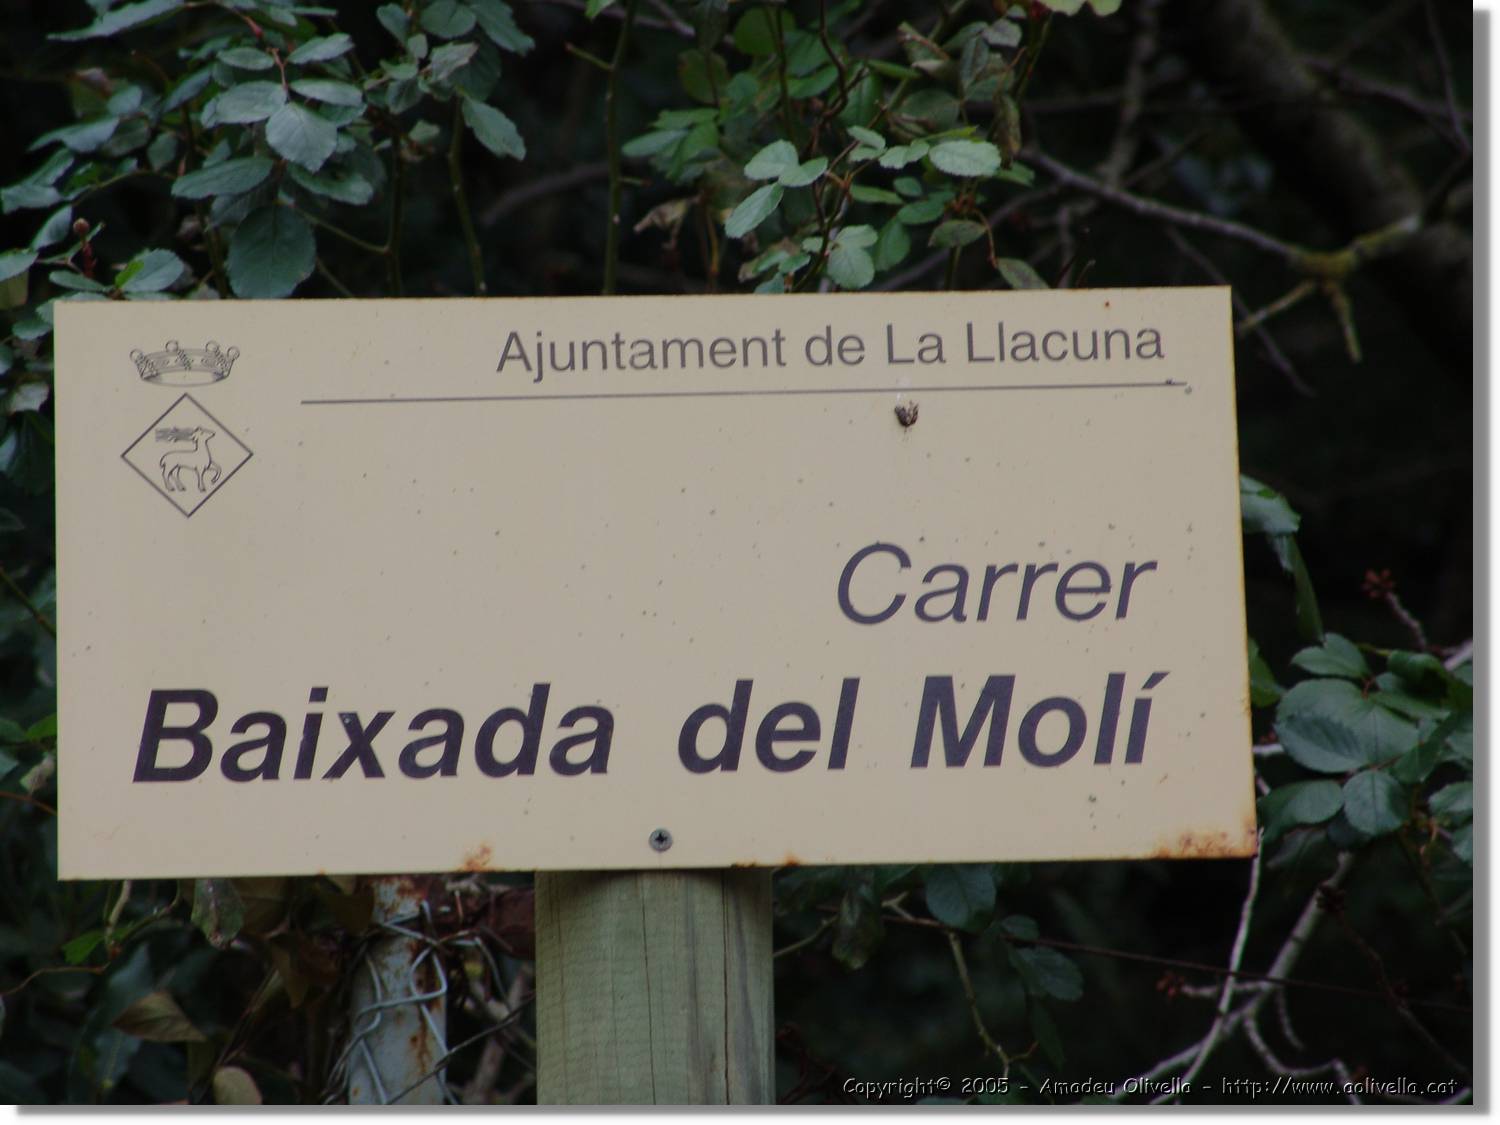 Ajuntament de La Llacuna
Carrer
Baixada del Molí
Copyright© 2005 - Amadeu Olivella - http://www.aolivella.cat